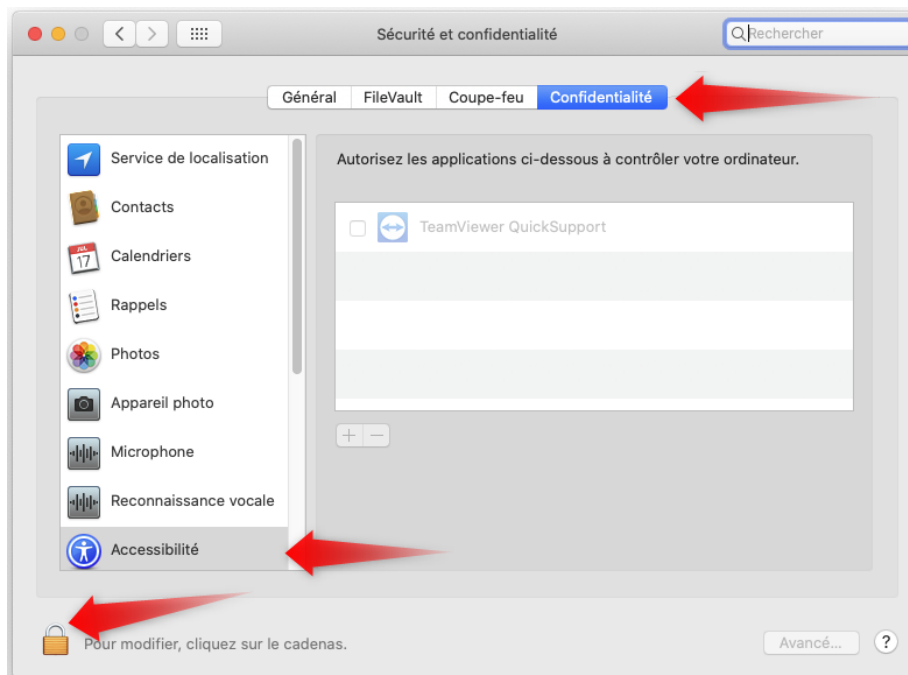 Sécurité et confidentialité
Rechercher
Général FileVault Coupe-feu Confidentialité
Service de localisation
Contacts
JUL
17
Calendriers
Rappels
Photos
Appareil photo
Microphone
Reconnaissance vocale
Accessibilité
Autorisez les applications ci-dessous à contrôler votre ordinateur.
TeamViewer QuickSupport
+ −
Pour modifier, cliquez sur le cadenas.
Avancé... ?